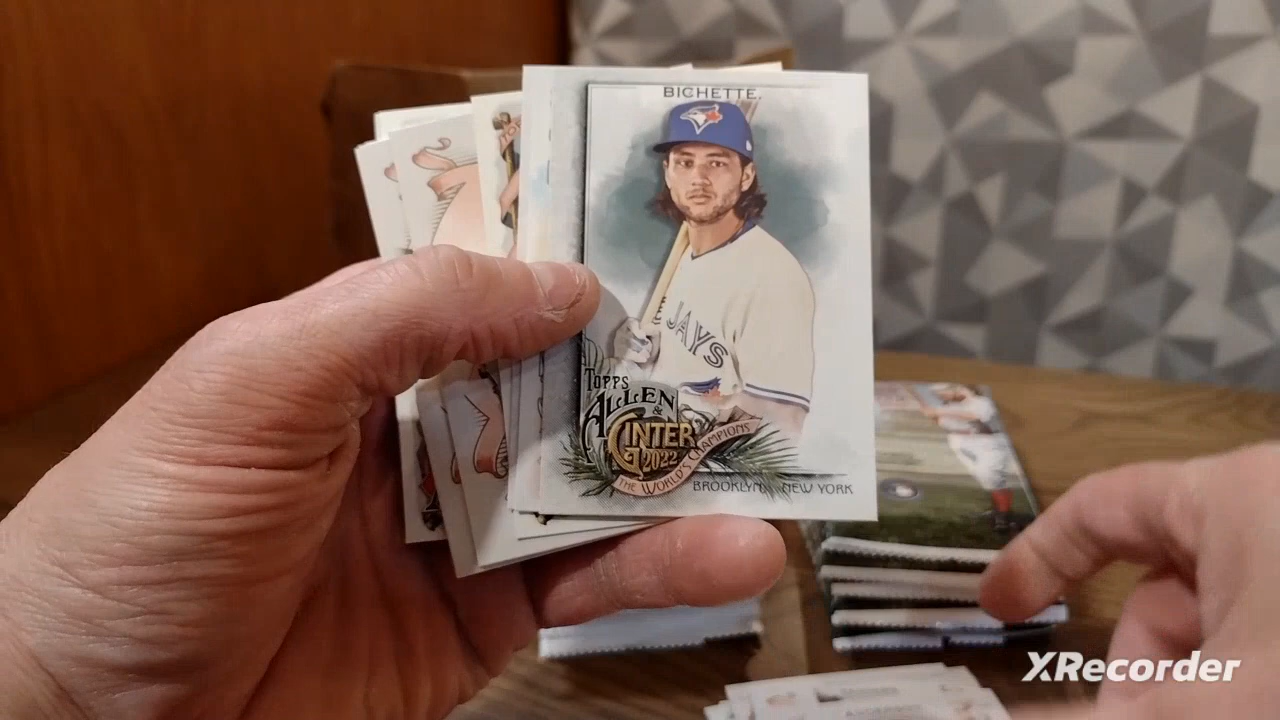 BICHETTE.
JAYS
TOPPS
ALLEN
&
GINTER
2022
THE WORLD'S CHAMPIONS
BROOKLYN, NEW YORK
XRecorder